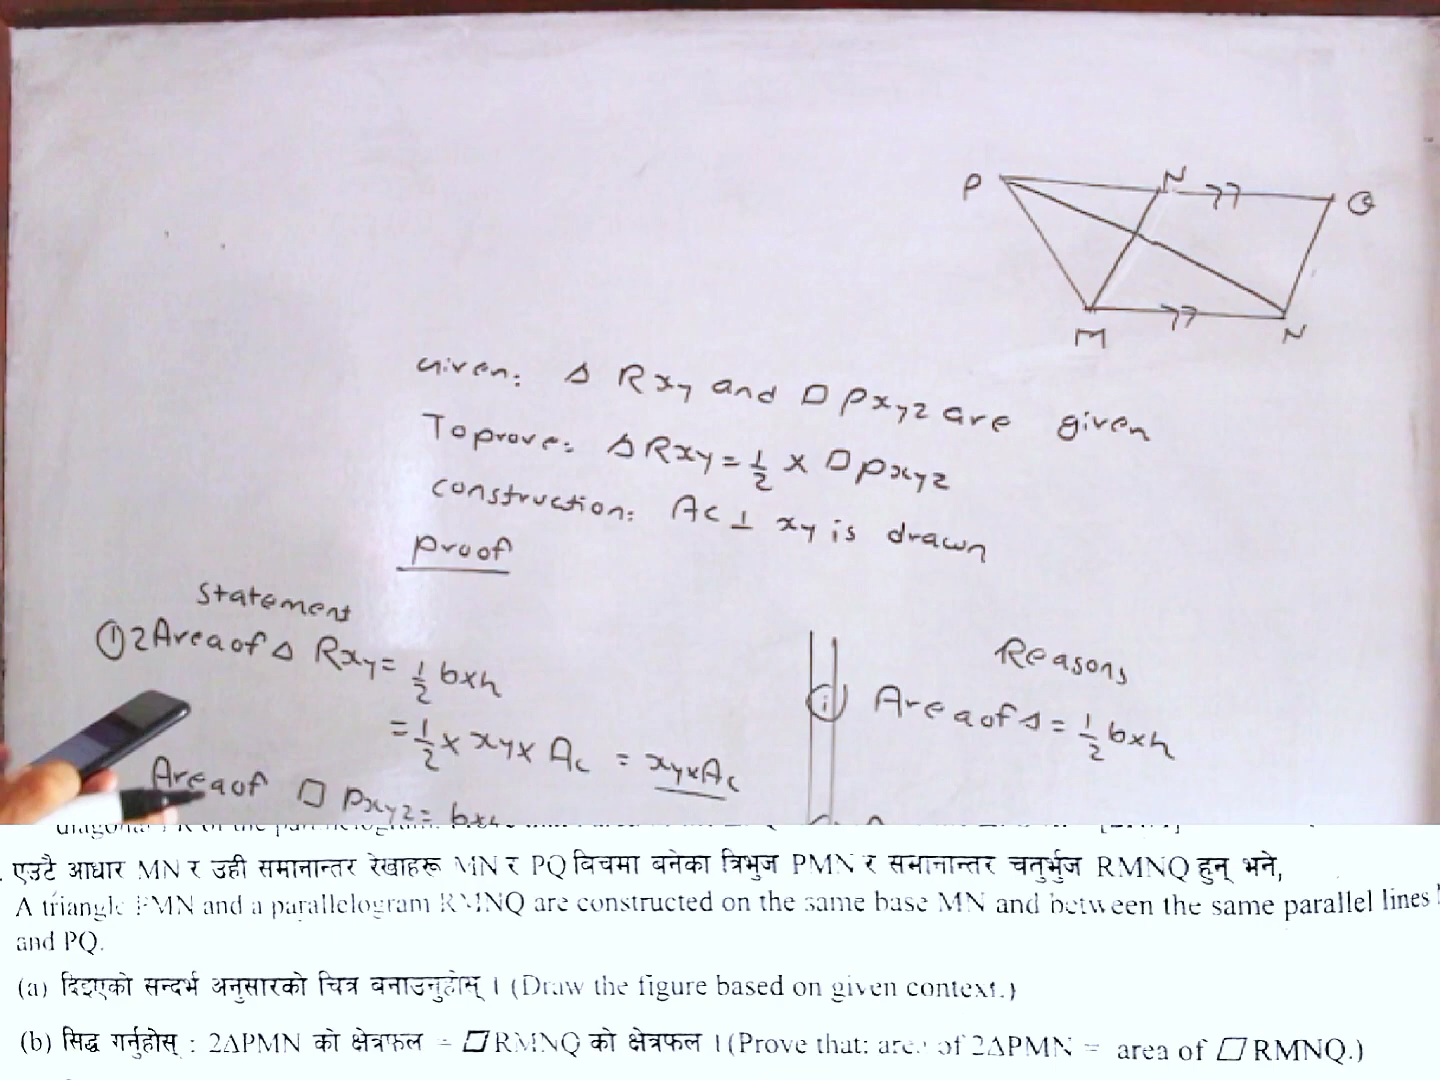 P N Q
M N
Given: Δ Rxy and ▱ Pxyz are given
To prove: Δ Rxy = 1/2 × ▱ Pxyz
construction: Ac ⊥ xy is drawn
Proof
Statement
Reasons
① 2 Area of Δ Rxy = 1/2 b×h
ⓘ Area of Δ = 1/2 b×h
= 1/2 × xy × Ac = xy×Ac
Area of ▱ Pxyz = b×h
एउटै आधार MN र उही समानान्तर रेखाहरू MN र PQ बिचमा बनेका त्रिभुज PMN र समानान्तर चतुर्भुज RMNQ हुन् भने,
A triangle PMN and a parallelogram RMNQ are constructed on the same base MN and between the same parallel lines
and PQ.
(a) दिइएको सन्दर्भ अनुसारको चित्र बनाउनुहोस् । (Draw the figure based on given context.)
(b) सिद्ध गर्नुहोस् : 2ΔPMN को क्षेत्रफल = ▱RMNQ को क्षेत्रफल । (Prove that: area of 2ΔPMN = area of ▱RMNQ.)